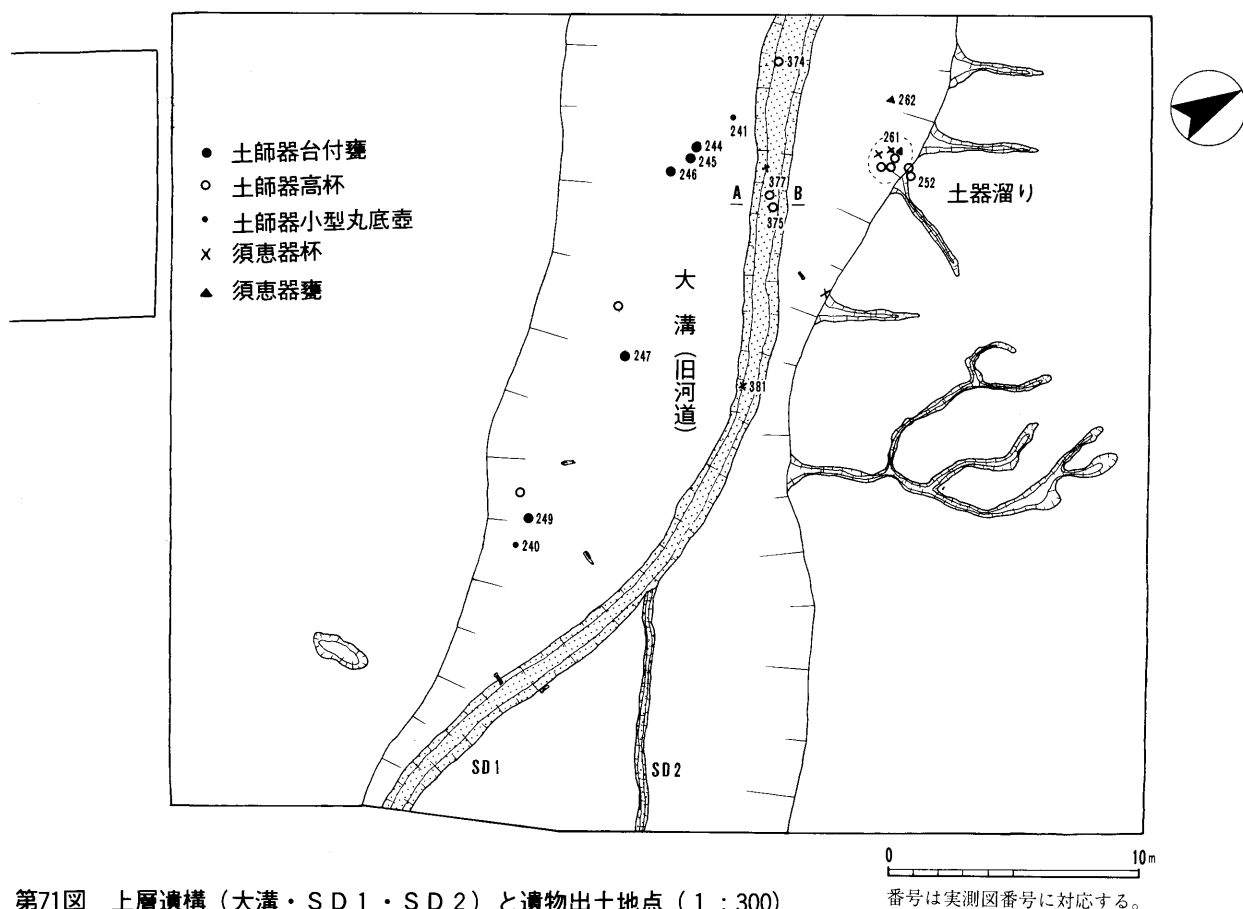 374
262
241
261
244
● 土師器台付甕
245
○ 土師器高杯
246
252
377
土器溜り
A B
• 土師器小型丸底壺
375
× 須恵器杯
▲ 須恵器甕
大溝(旧河道)
247
381
249
240
SD1
SD2
0 10m
第71図 上層遺構(大溝・SD1・SD2)と遺物出土地点(1:300)
番号は実測図番号に対応する。